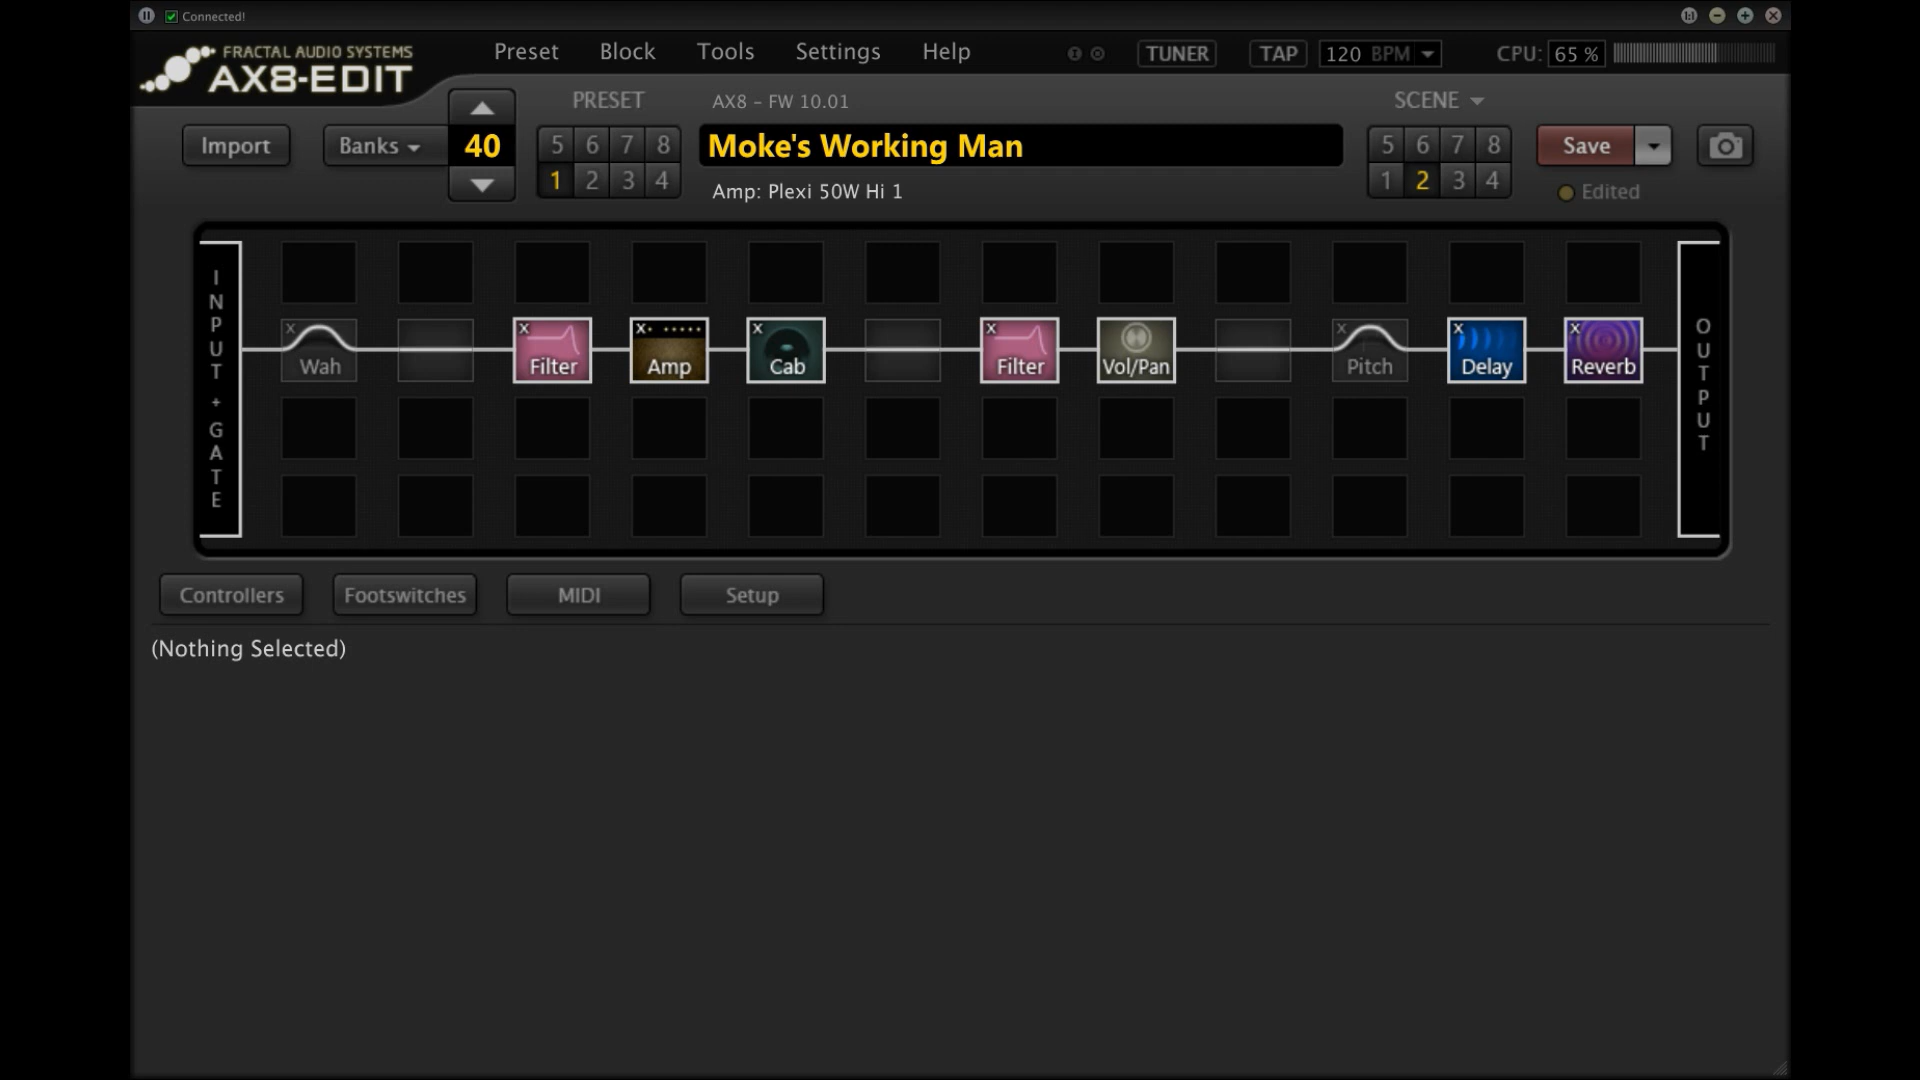 Connected!
FRACTAL AUDIO SYSTEMS
AX8-EDIT
Preset Block Tools Settings Help
TUNER TAP 120 BPM CPU: 65 %
PRESET
AX8 - FW 10.01
SCENE
Import Banks 40
5 6 7 8
1 2 3 4
Moke's Working Man
Amp: Plexi 50W Hi 1
5 6 7 8
1 2 3 4
Save
Edited
INPUT + GATE
X Wah
X Filter
X Amp
X Cab
X Filter
Vol/Pan
X Pitch
X Delay
X Reverb
OUTPUT
Controllers Footswitches MIDI Setup
(Nothing Selected)